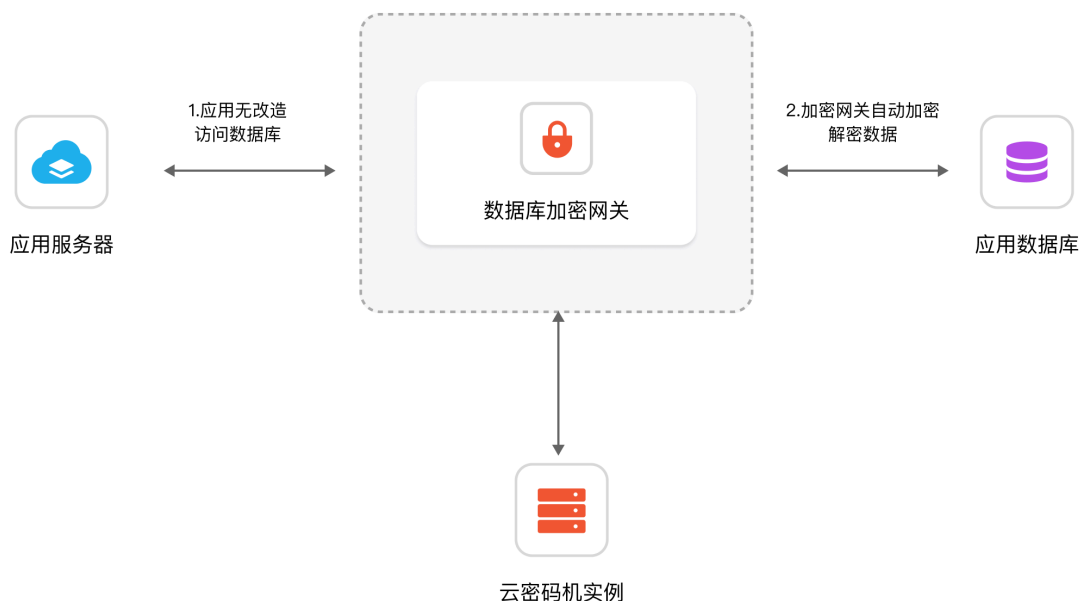 1.应用无改造
访问数据库
2.加密网关自动加密
解密数据
数据库加密网关
应用服务器
应用数据库
云密码机实例